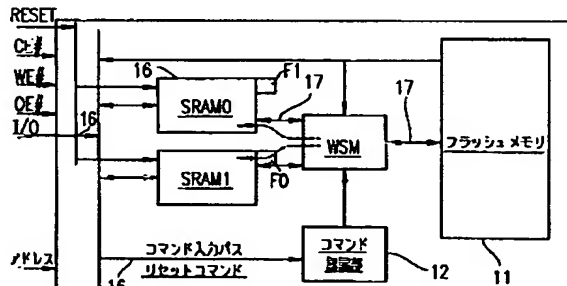 RESET
CE#
WE#
OE#
I/O
16
16
SRAM0
F1
17
WSM
17
フラッシュメモリ
SRAM1
F0
アドレス
16
コマンド入力パス
リセットコマンド
コマンド
12
11